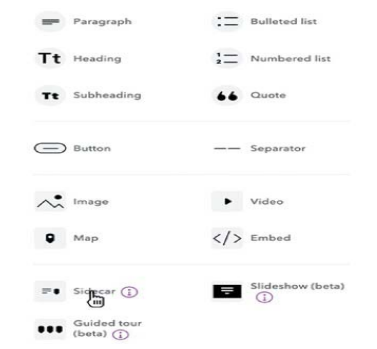 Paragraph
Bulleted list
Tt Heading
Numbered list
Tt Subheading
Quote
Button
Separator
Image
Video
Map
</> Embed
Sidecar
Slideshow (beta)
Guided tour
(beta)